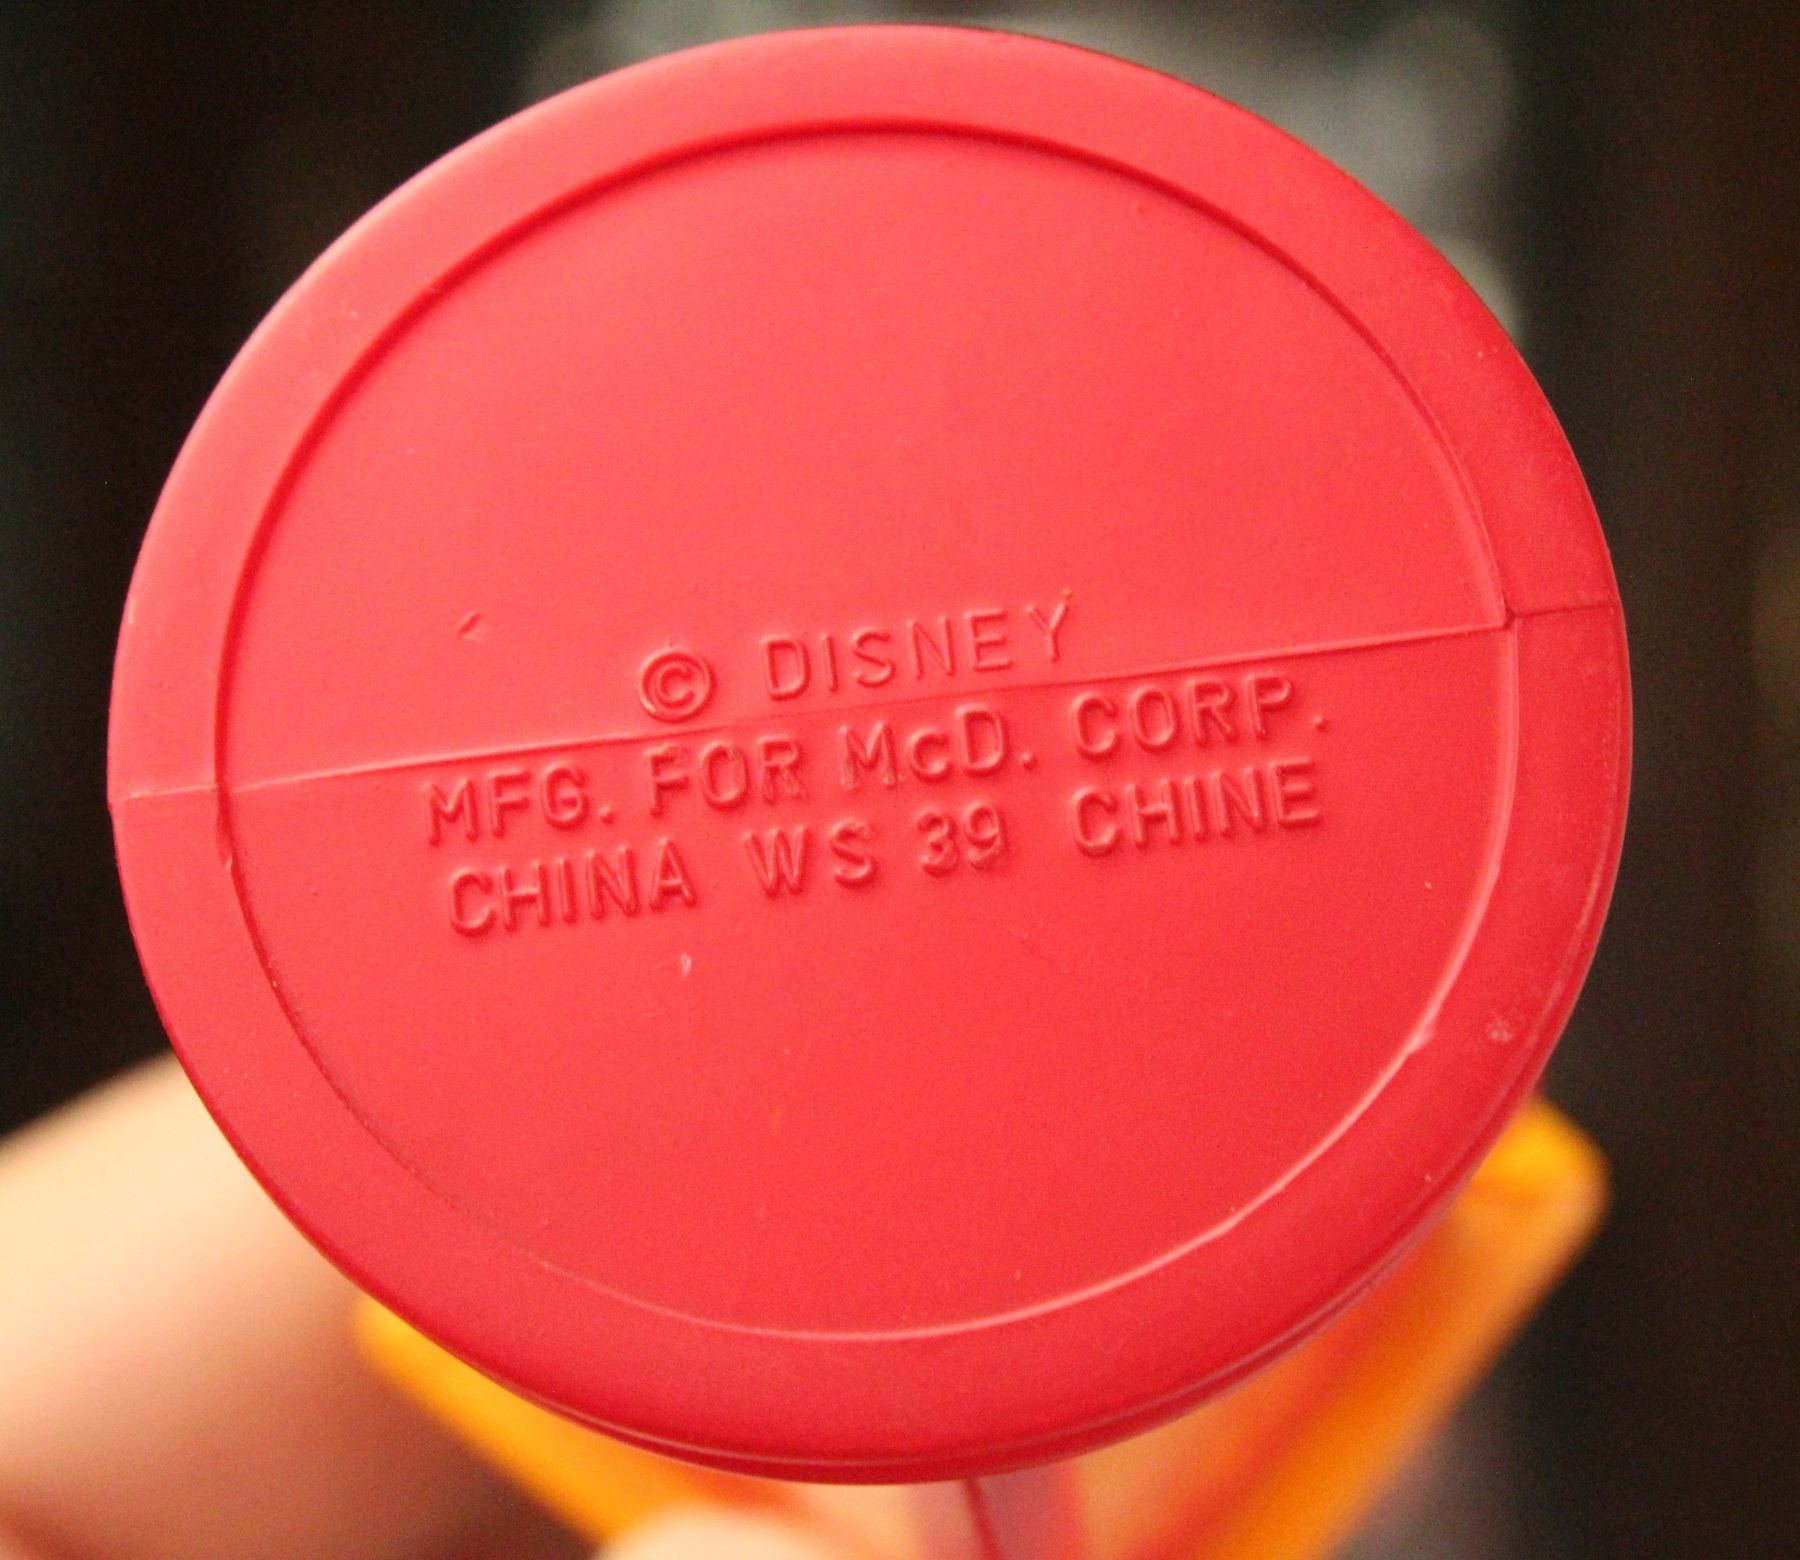 © DISNEY
MFG. FOR McD. CORP.
CHINA WS 39 CHINE